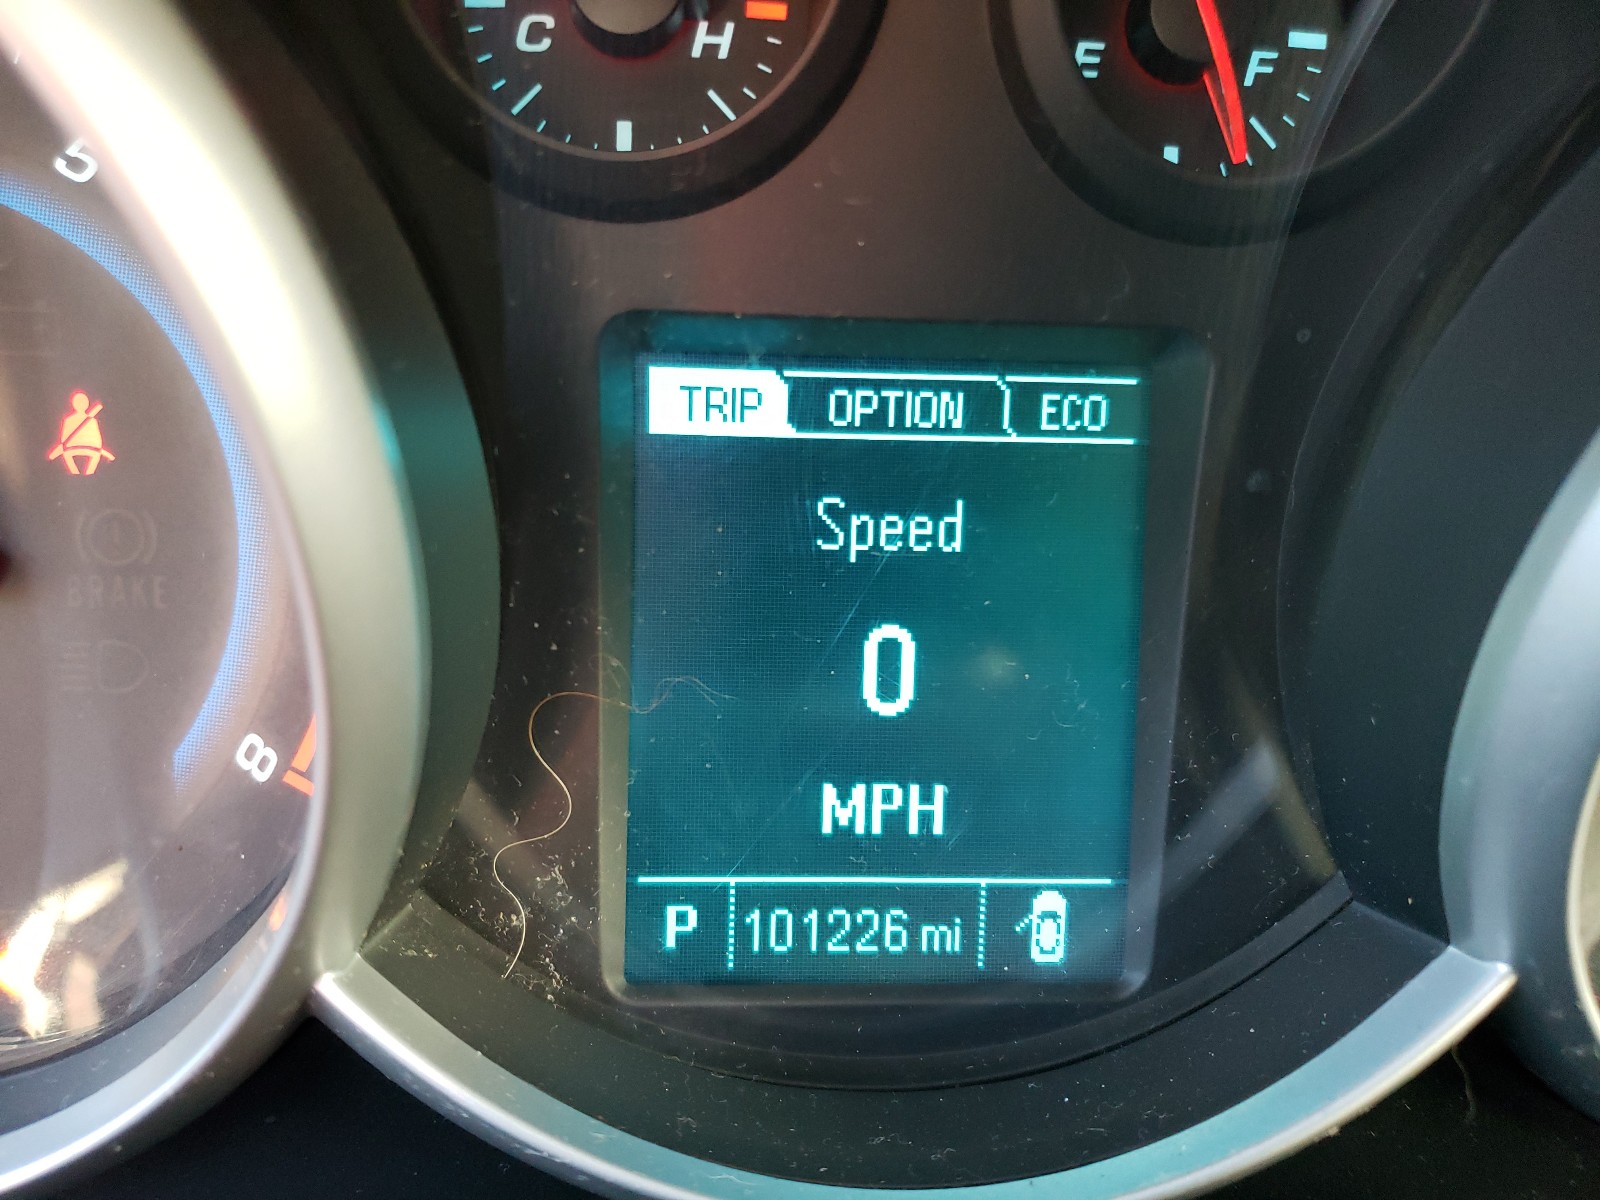 C H
E F
5
TRIP OPTION ECO
Speed
0
BRAKE
8
MPH
P 101226 mi